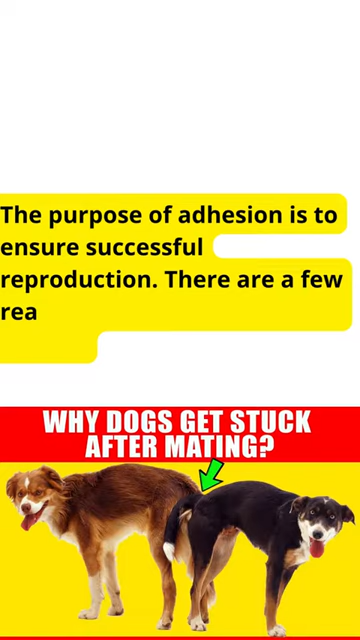 The purpose of adhesion is to
ensure successful
reproduction. There are a few
rea
WHY DOGS GET STUCK
AFTER MATING?